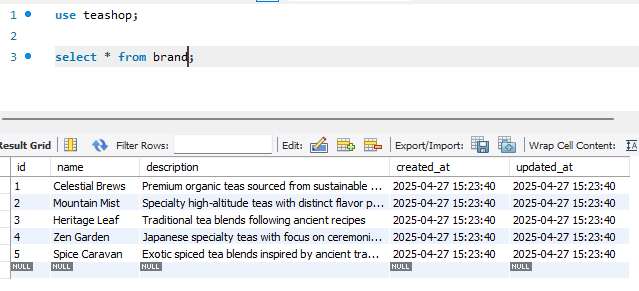 1 use teashop;
2
3 select * from brand;
Result Grid Filter Rows: Edit: Export/Import: Wrap Cell Content: IA
id name description created_at updated_at
1 Celestial Brews Premium organic teas sourced from sustainable ... 2025-04-27 15:23:40 2025-04-27 15:23:40
2 Mountain Mist Specialty high-altitude teas with distinct flavor p... 2025-04-27 15:23:40 2025-04-27 15:23:40
3 Heritage Leaf Traditional tea blends following ancient recipes 2025-04-27 15:23:40 2025-04-27 15:23:40
4 Zen Garden Japanese specialty teas with focus on ceremoni... 2025-04-27 15:23:40 2025-04-27 15:23:40
5 Spice Caravan Exotic spiced tea blends inspired by ancient tra... 2025-04-27 15:23:40 2025-04-27 15:23:40
NULL NULL NULL NULL NULL